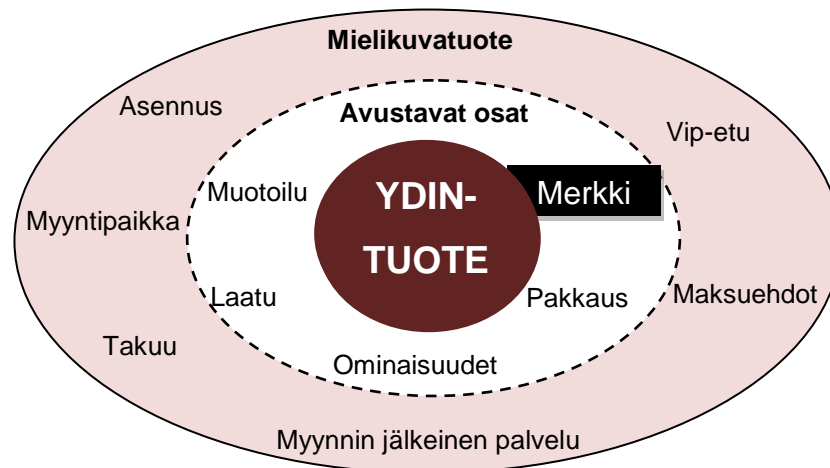 Mielikuvatuote
Asennus
Avustavat osat
Vip-etu
Muotoilu
YDIN-
TUOTE
Merkki
Myyntipaikka
Laatu
Pakkaus
Maksuehdot
Takuu
Ominaisuudet
Myynnin jälkeinen palvelu